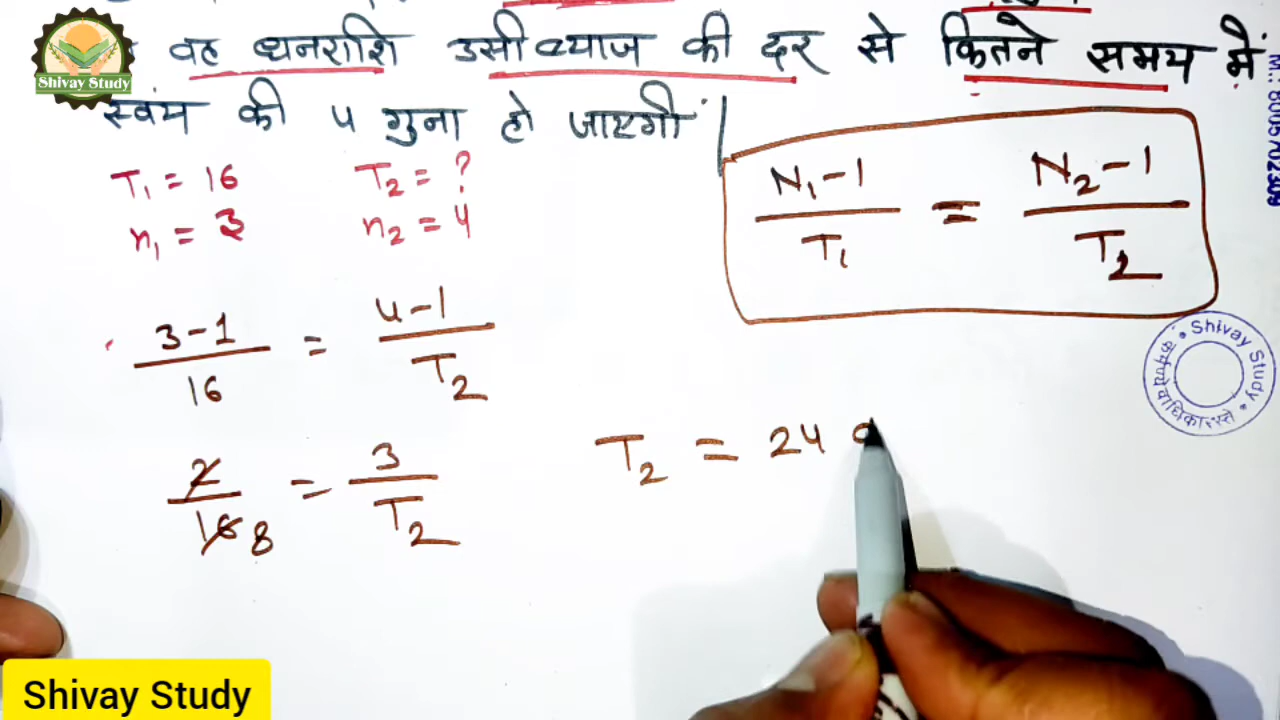 वह धनराशि उसी ब्याज की दर से कितने समय में
स्वंय की 4 गुना हो जाएगी।
T₁ = 16 T₂ = ?
n₁ = 3 n₂ = 4
N₁-1 / T₁ = N₂-1 / T₂
3-1 / 16 = 4-1 / T₂
2 / 16 8 = 3 / T₂
T₂ = 24
Shivay Study
Shivay Study
Shivay Study